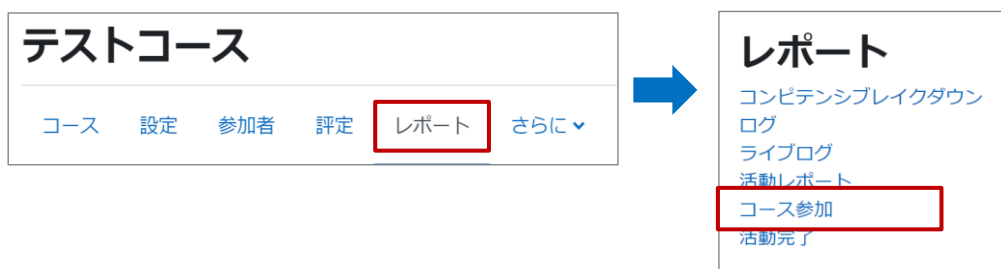 テストコース
コース 設定 参加者 評定 レポート さらに
レポート
コンピテンシブレイクダウン
ログ
ライブログ
活動レポート
コース参加
活動完了